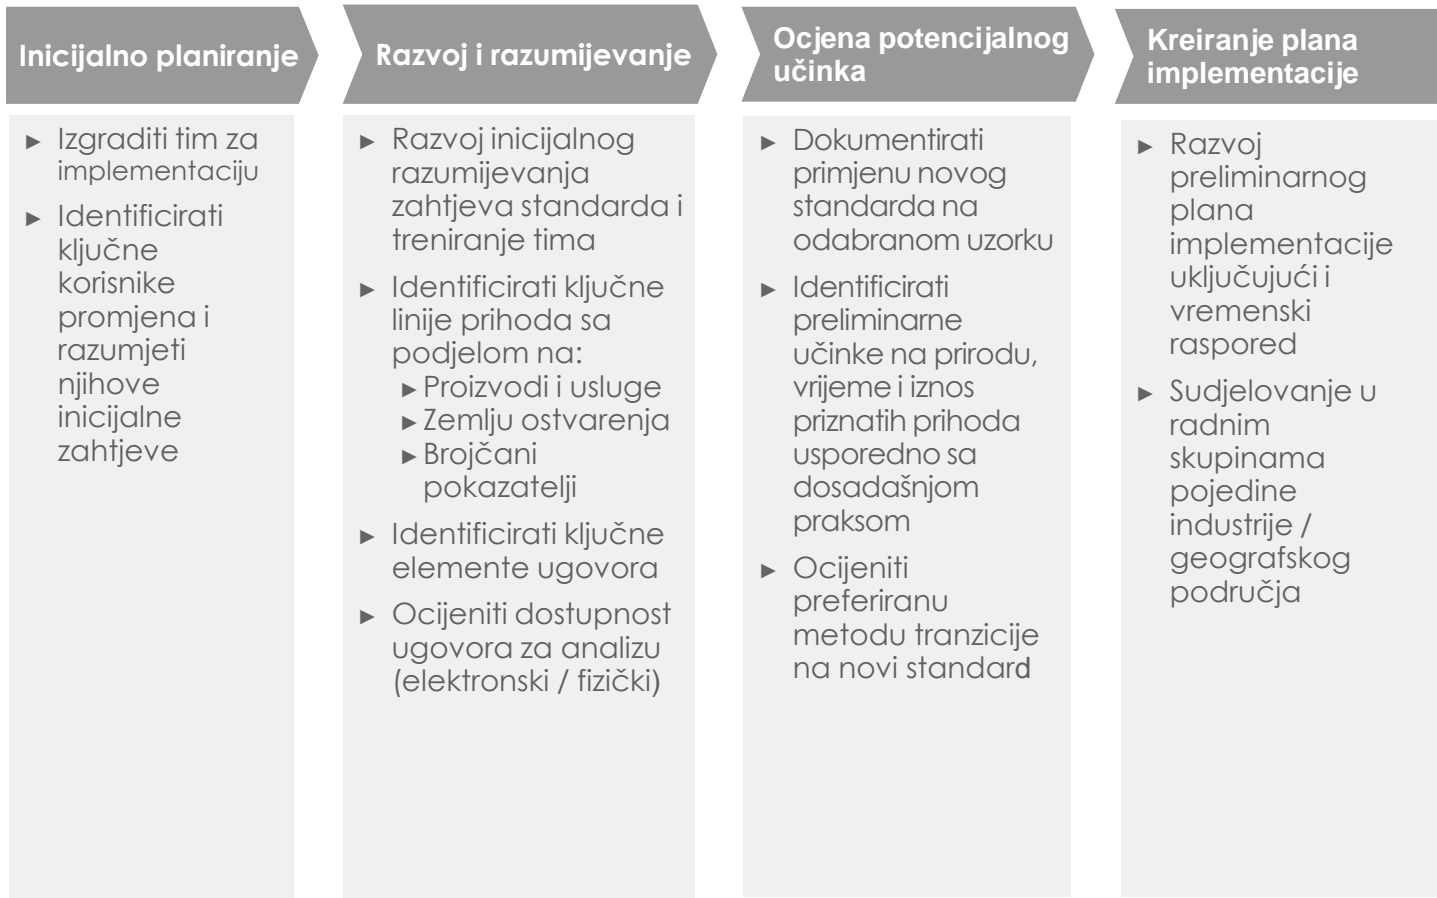 Inicijalno planiranje
► Izgraditi tim za
implementaciju
► Identificirati
ključne
korisnike
promjena i
razumjeti
njihove
inicijalne
zahtjeve
Razvoj i razumijevanje
► Razvoj inicijalnog
razumijevanja
zahtjeva standarda i
treniranje tima
► Identificirati ključne
linije prihoda sa
podjelom na:
► Proizvodi i usluge
► Zemlju ostvarenja
► Brojčani
pokazatelji
► Identificirati ključne
elemente ugovora
► Ocijeniti dostupnost
ugovora za analizu
(elektronski / fizički)
Ocjena potencijalnog
učinka
► Dokumentirati
primjenu novog
standarda na
odabranom uzorku
► Identificirati
preliminarne
učinke na prirodu,
vrijeme i iznos
priznatih prihoda
usporedno sa
dosadašnjom
praksom
► Ocijeniti
preferiranu
metodu tranzicije
na novi standard
Kreiranje plana
implementacije
► Razvoj
preliminarnog
plana
implementacije
uključujući i
vremenski
raspored
► Sudjelovanje u
radnim
skupinama
pojedine
industrije /
geografskog
područja